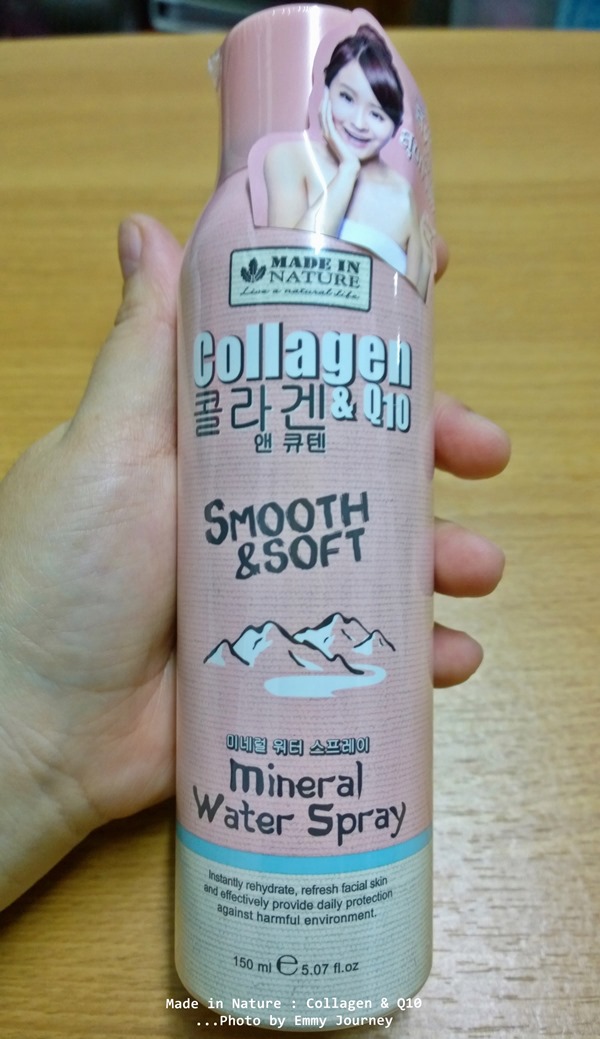 MADE IN
NATURE
Live a natural life
Collagen
콜라겐 & Q10
앤 큐텐
SMOOTH
& SOFT
미네럴 워터 스프레이
mineral
Water Spray
Instantly rehydrate, refresh facial skin
and effectively provide daily protection
against harmful environment.
150 ml e 5.07 fl.oz
Made in Nature : Collagen & Q10
...Photo by Emmy Journey